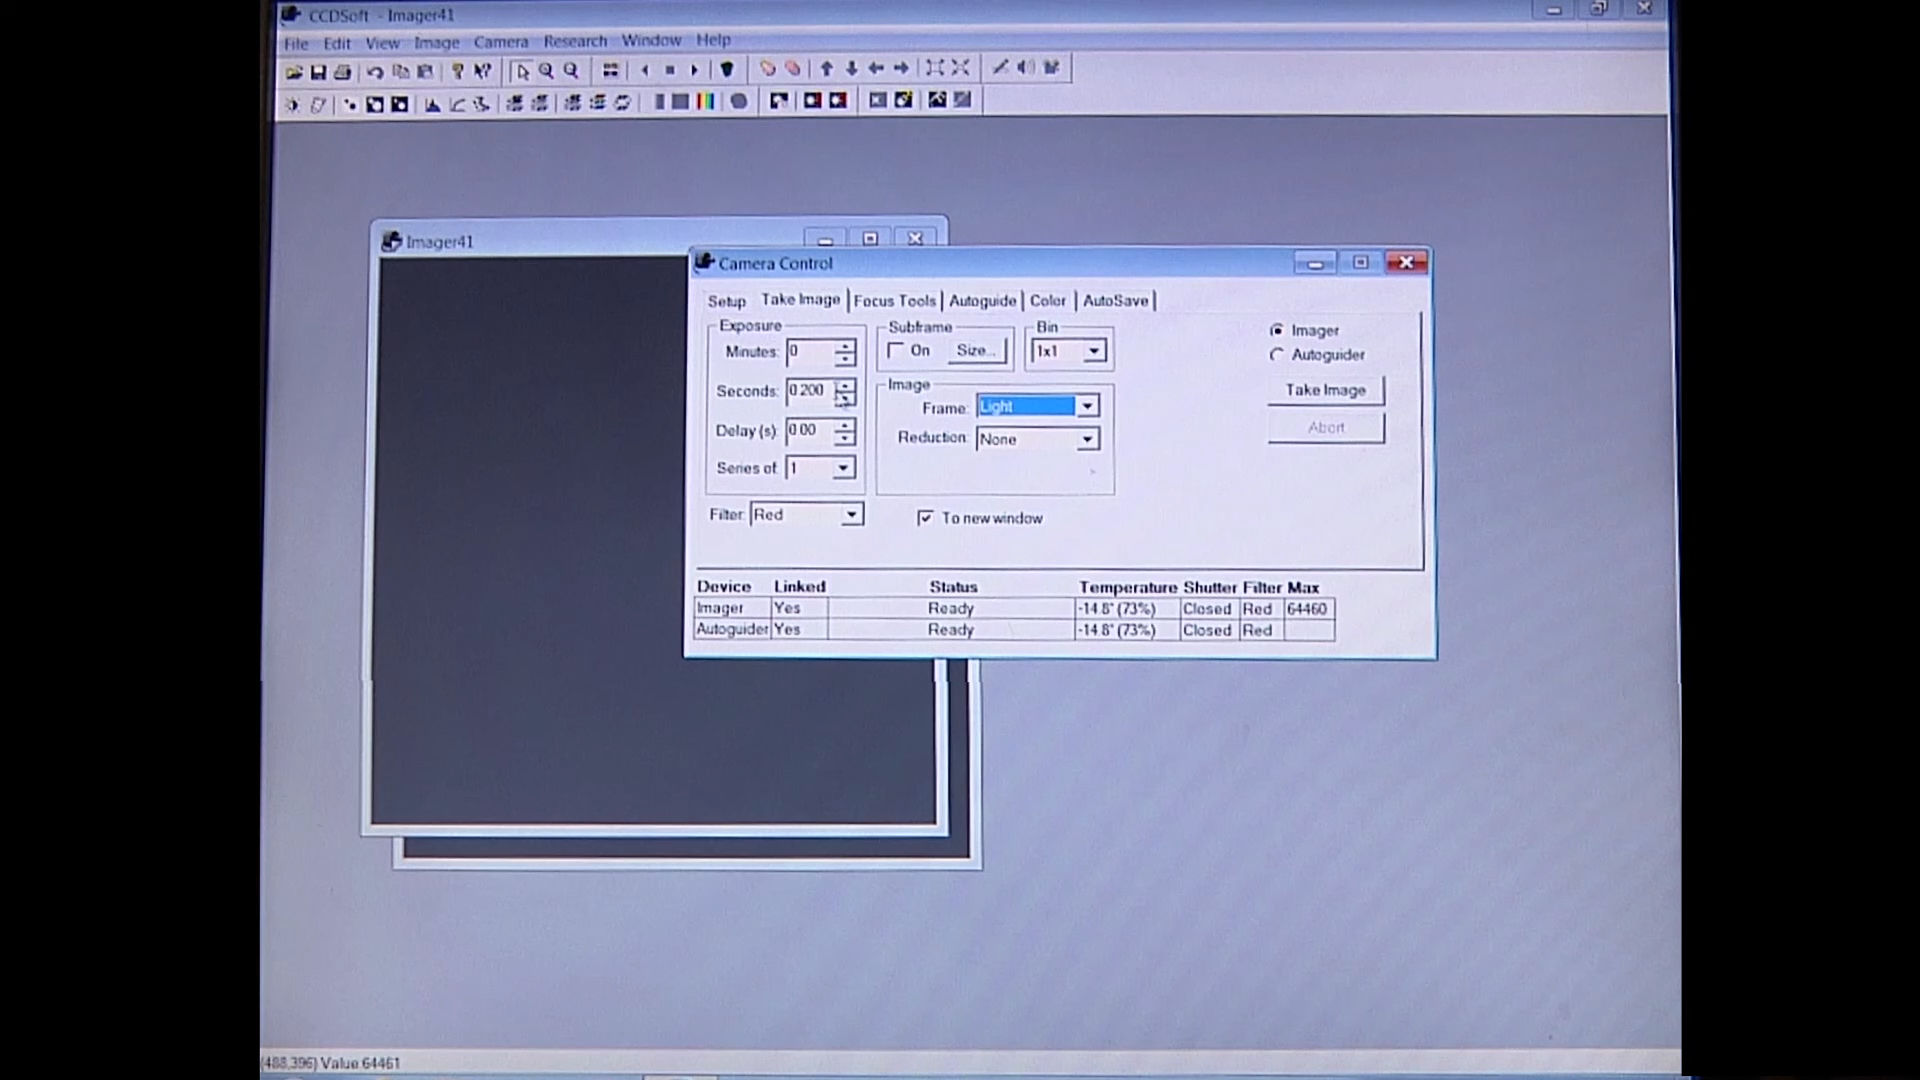 CCDSoft - Imager41
File Edit View Image Camera Research Window Help
Imager41
Camera Control
Setup Take Image Focus Tools Autoguide Color AutoSave
Exposure Subframe Bin
Minutes: 0 On Size... 1x1
Imager
Autoguider
Seconds: 0.200
Image
Frame: Light
Take Image
Delay (s): 0.00
Reduction: None
Abort
Series of: 1
Filter: Red
To new window
Device Linked Status Temperature Shutter Filter Max
Imager Yes Ready -14.8° (73%) Closed Red 64460
Autoguider Yes Ready -14.8° (73%) Closed Red
(488,396) Value 64461